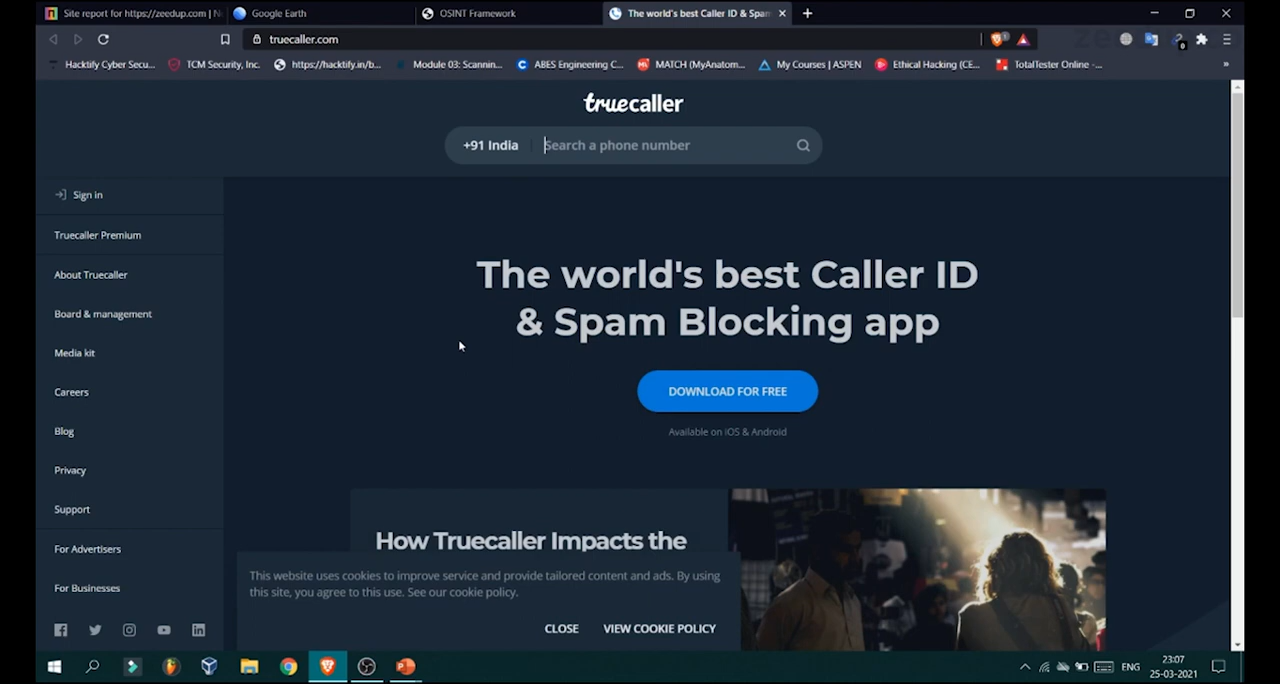 Site report for https://zeedup.com | N
Google Earth
OSINT Framework
The world's best Caller ID & Spam
truecaller.com
Hacktify Cyber Secu...
TCM Security, Inc.
https://hacktify.in/b...
Module 03: Scannin...
ABES Engineering C...
MATCH (MyAnatom...
My Courses | ASPEN
Ethical Hacking (CE...
TotalTester Online -...
»
truecaller
+91 India
Search a phone number
Sign in
Truecaller Premium
About Truecaller
Board & management
Media kit
Careers
Blog
Privacy
Support
For Advertisers
For Businesses
The world's best Caller ID
& Spam Blocking app
DOWNLOAD FOR FREE
Available on iOS & Android
How Truecaller Impacts the
This website uses cookies to improve service and provide tailored content and ads. By using
this site, you agree to this use. See our cookie policy.
CLOSE
VIEW COOKIE POLICY
ENG
23:07
25-03-2021